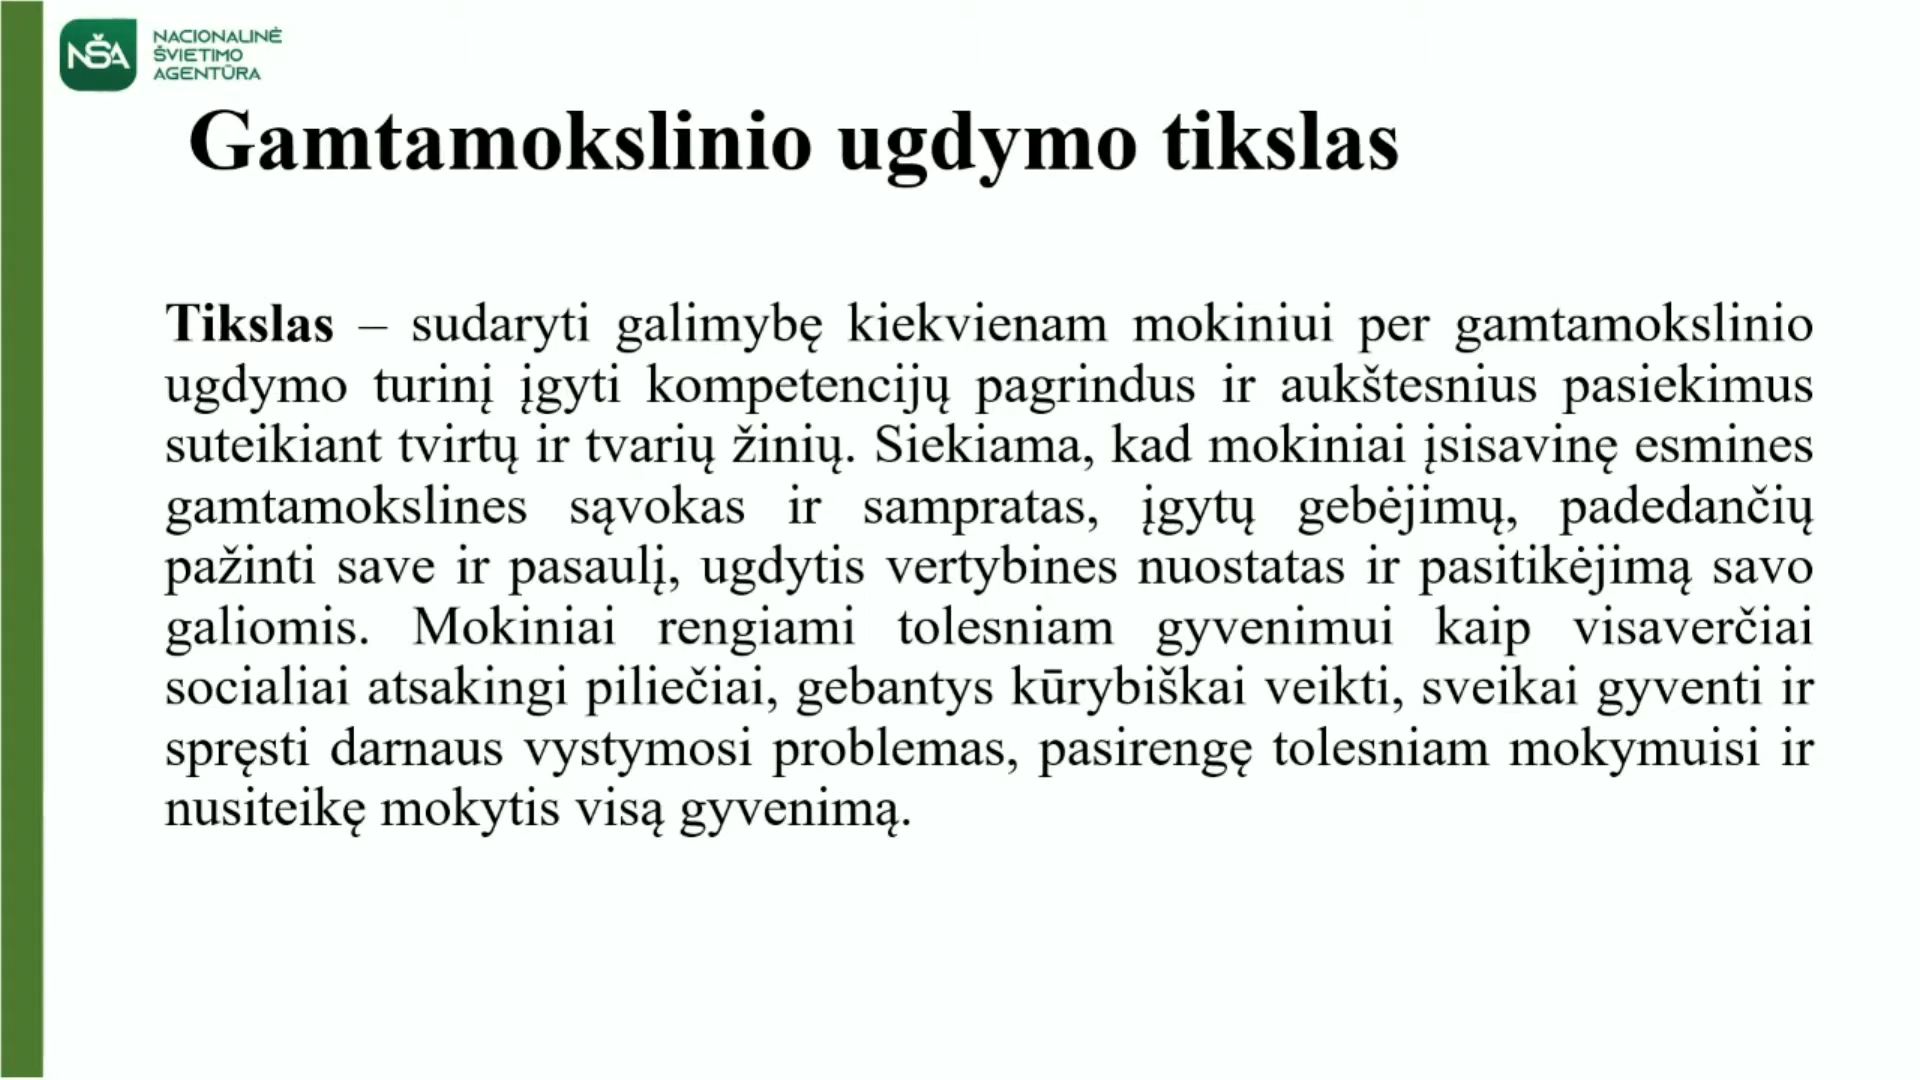 NŠA
NACIONALINĖ
ŠVIETIMO
AGENTŪRA
Gamtamokslinio ugdymo tikslas
Tikslas – sudaryti galimybę kiekvienam mokiniui per gamtamokslinio
ugdymo turinį įgyti kompetencijų pagrindus ir aukštesnius pasiekimus
suteikiant tvirtų ir tvarių žinių. Siekiama, kad mokiniai įsisavinę esmines
gamtamokslines sąvokas ir sampratas, įgytų gebėjimų, padedančių
pažinti save ir pasaulį, ugdytis vertybines nuostatas ir pasitikėjimą savo
galiomis. Mokiniai rengiami tolesniam gyvenimui kaip visaverčiai
socialiai atsakingi piliečiai, gebantys kūrybiškai veikti, sveikai gyventi ir
spręsti darnaus vystymosi problemas, pasirengę tolesniam mokymuisi ir
nusiteikę mokytis visą gyvenimą.